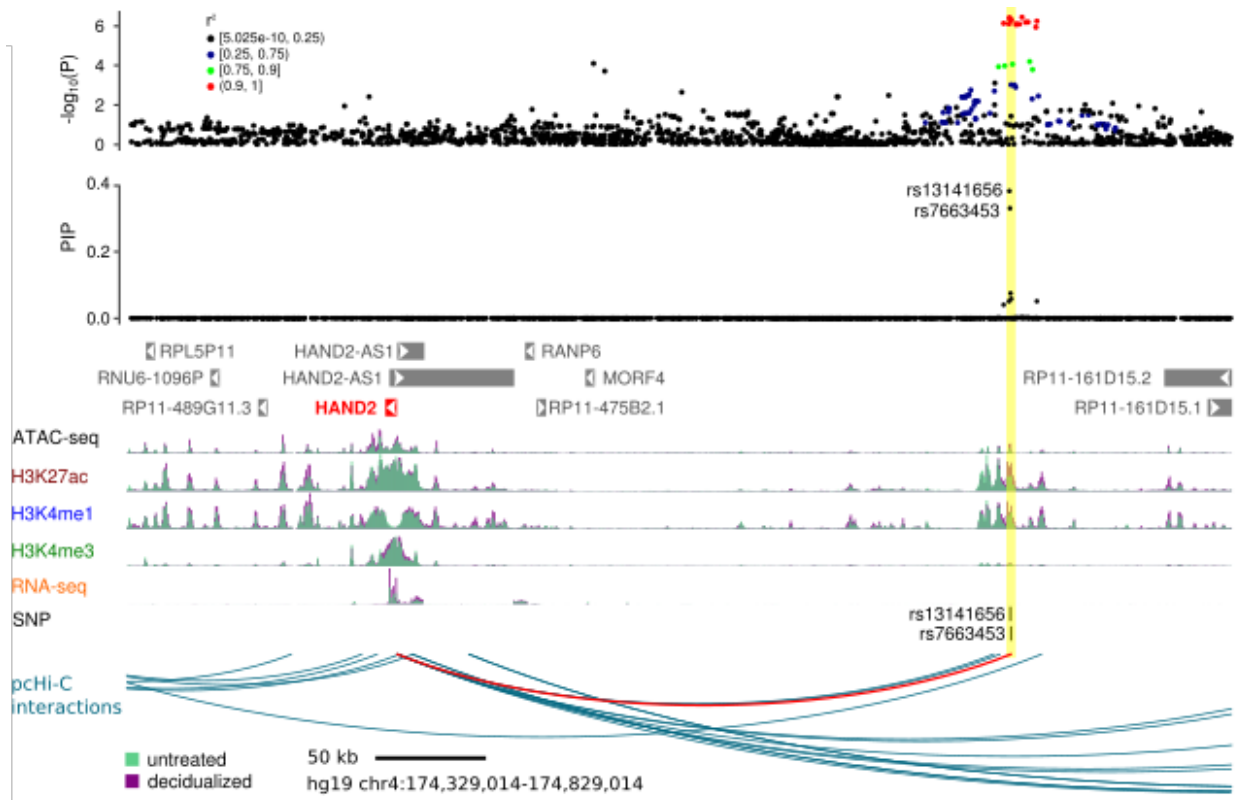 6
4
2
0
-log₁₀(P)
r²
[5.025e-10, 0.25)
[0.25, 0.75)
[0.75, 0.9]
(0.9, 1]
0.4
0.2
0.0
PIP
rs13141656
rs7663453
RPL5P11 HAND2-AS1 RANP6
RNU6-1096P HAND2-AS1 MORF4 RP11-161D15.2
RP11-489G11.3 HAND2 RP11-475B2.1 RP11-161D15.1
ATAC-seq
H3K27ac
H3K4me1
H3K4me3
RNA-seq
SNP
rs13141656
rs7663453
pcHi-C
interactions
untreated
decidualized
50 kb
hg19 chr4:174,329,014-174,829,014